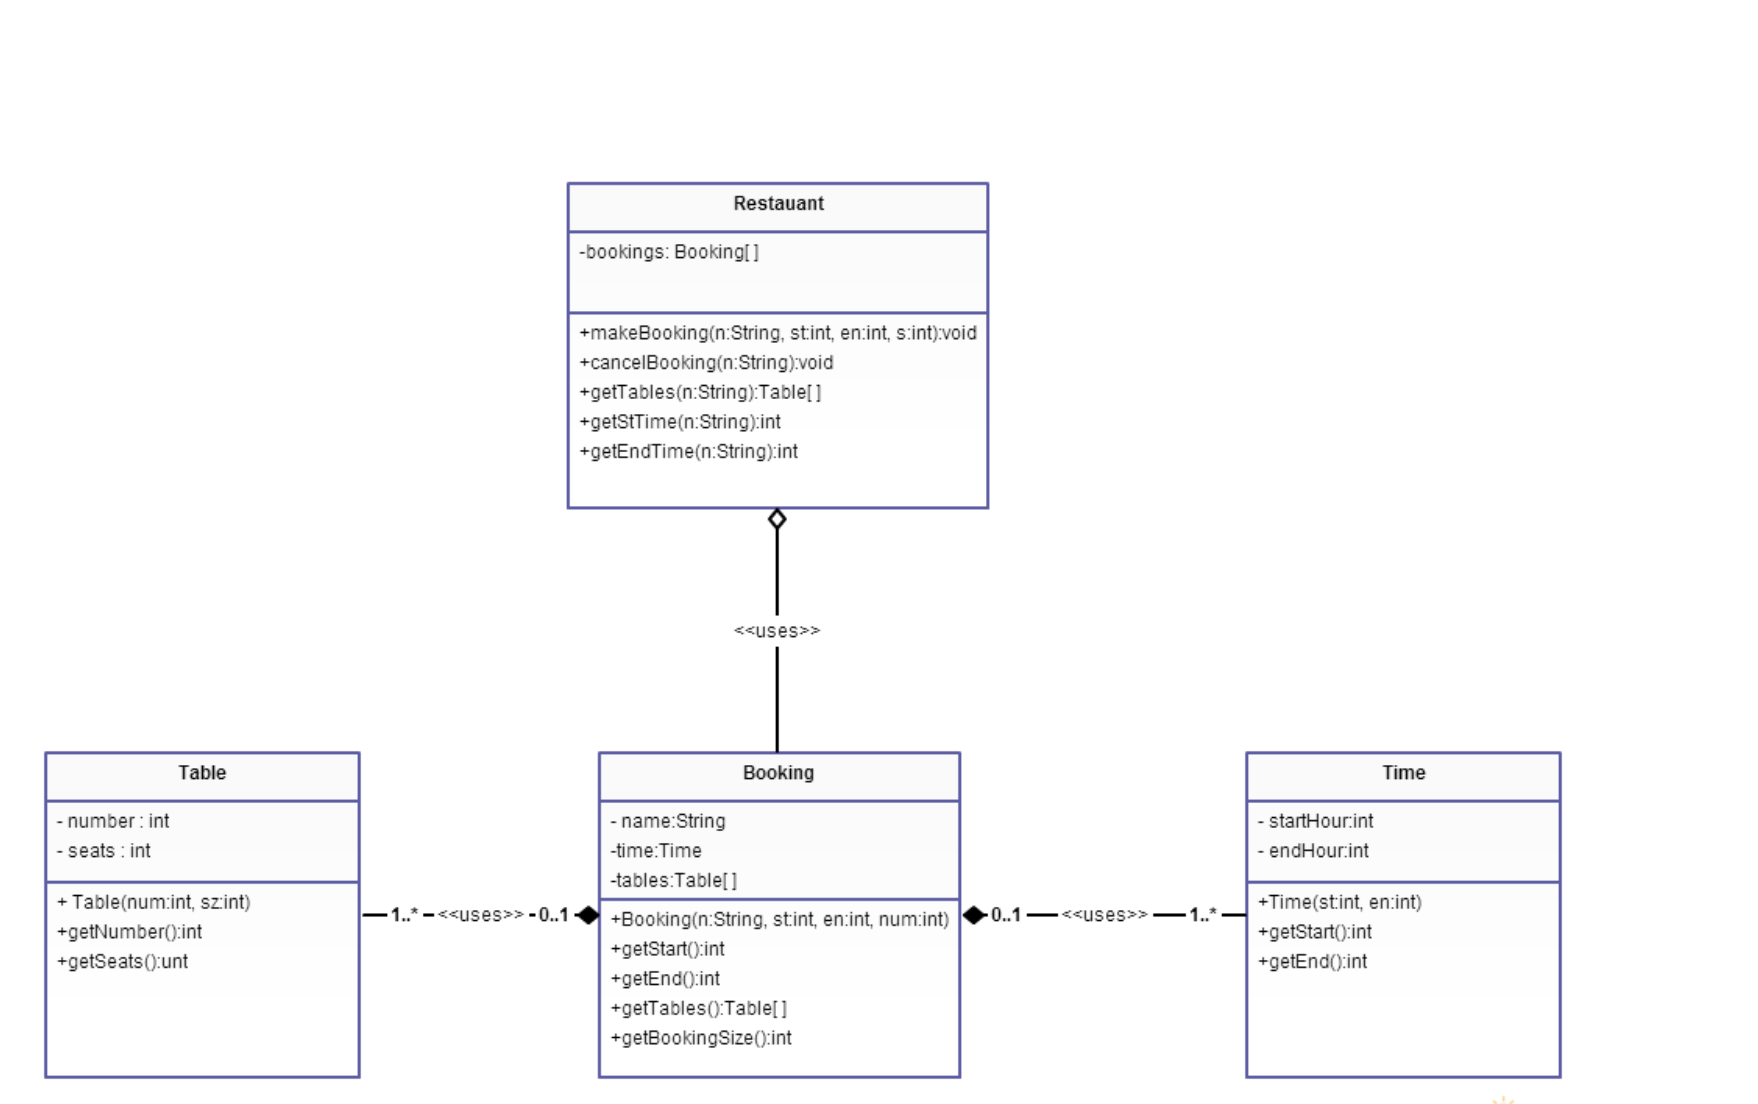 Restauant
-bookings: Booking[ ]
+makeBooking(n:String, st:int, en:int, s:int):void
+cancelBooking(n:String):void
+getTables(n:String):Table[ ]
+getStTime(n:String):int
+getEndTime(n:String):int
<<uses>>
Table
- number : int
- seats : int
+ Table(num:int, sz:int)
+getNumber():int
+getSeats():unt
1..* <<uses>> 0..1
Booking
- name:String
-time:Time
-tables:Table[ ]
+Booking(n:String, st:int, en:int, num:int)
+getStart():int
+getEnd():int
+getTables():Table[ ]
+getBookingSize():int
0..1 <<uses>> 1..*
Time
- startHour:int
- endHour:int
+Time(st:int, en:int)
+getStart():int
+getEnd():int